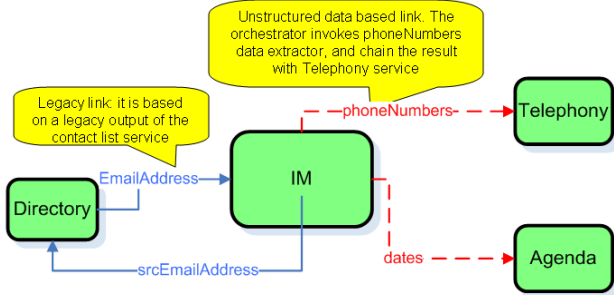 Unstructured data based link. The
orchestrator invokes phoneNumbers
data extractor, and chain the result
with Telephony service
Legacy link: it is based
on a legacy output of the
contact list service
phoneNumbers
Telephony
EmailAddress
IM
Directory
srcEmailAddress
dates
Agenda